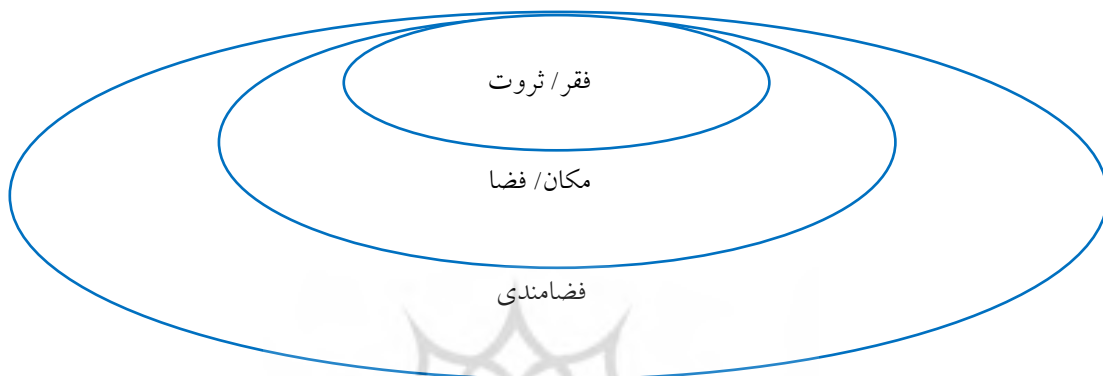 فقر/ ثروت
مکان/ فضا
فضامندی